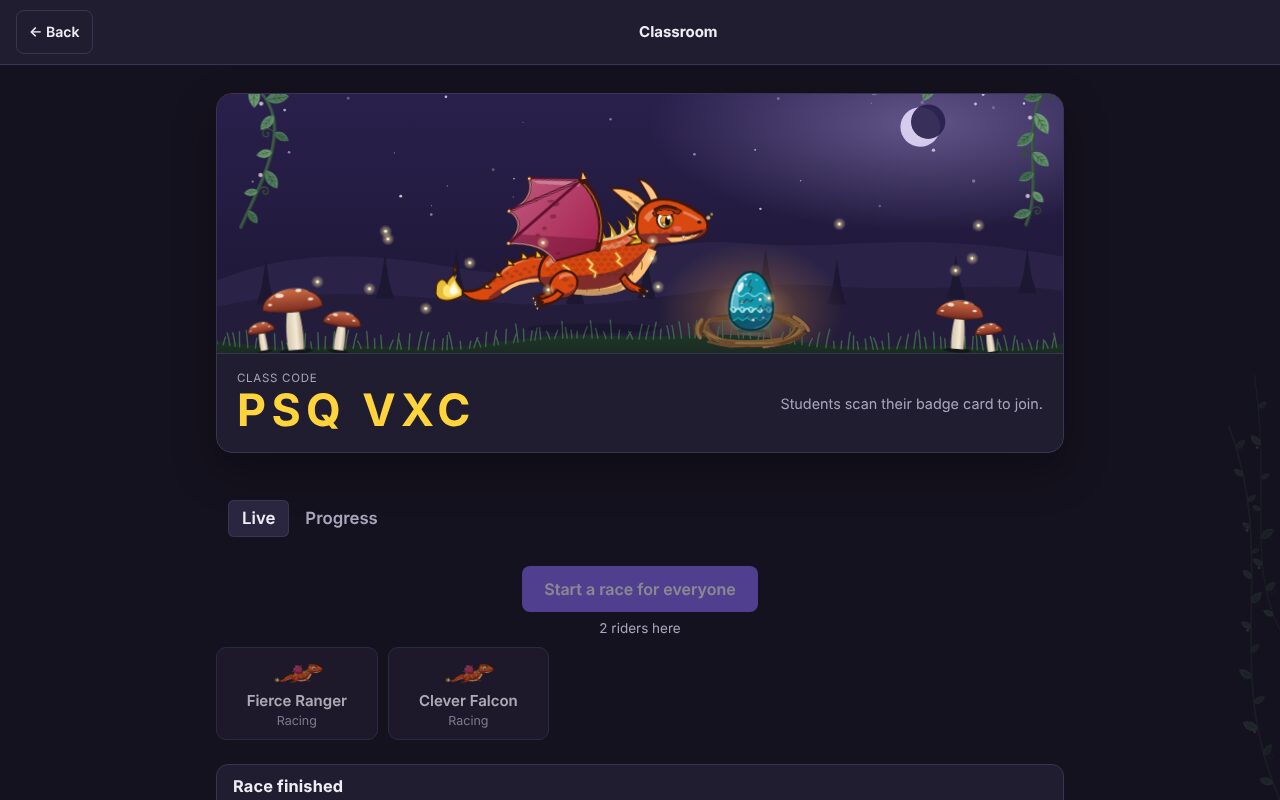 ← Back
Classroom
CLASS CODE
PSQ VXC
Students scan their badge card to join.
Live
Progress
Start a race for everyone
2 riders here
Fierce Ranger
Racing
Clever Falcon
Racing
Race finished